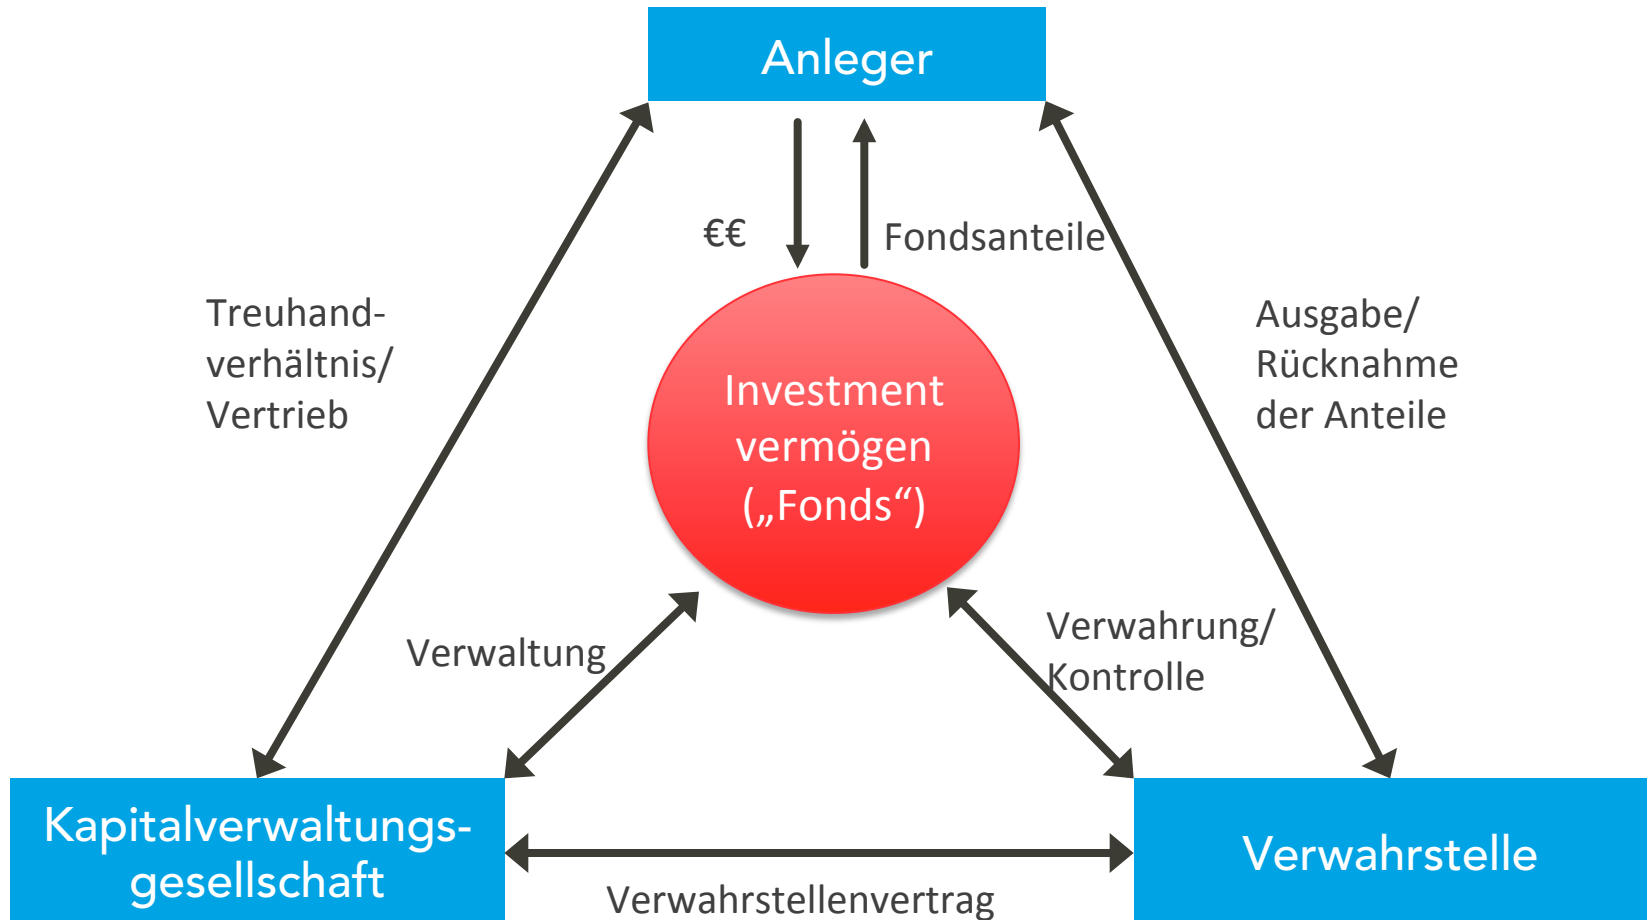 Anleger
€€
Fondsanteile
Treuhand-
verhältnis/
Vertrieb
Ausgabe/
Rücknahme
der Anteile
Investment
vermögen
(„Fonds“)
Verwaltung
Verwahrung/
Kontrolle
Kapitalverwaltungs-
gesellschaft
Verwahrstellenvertrag
Verwahrstelle